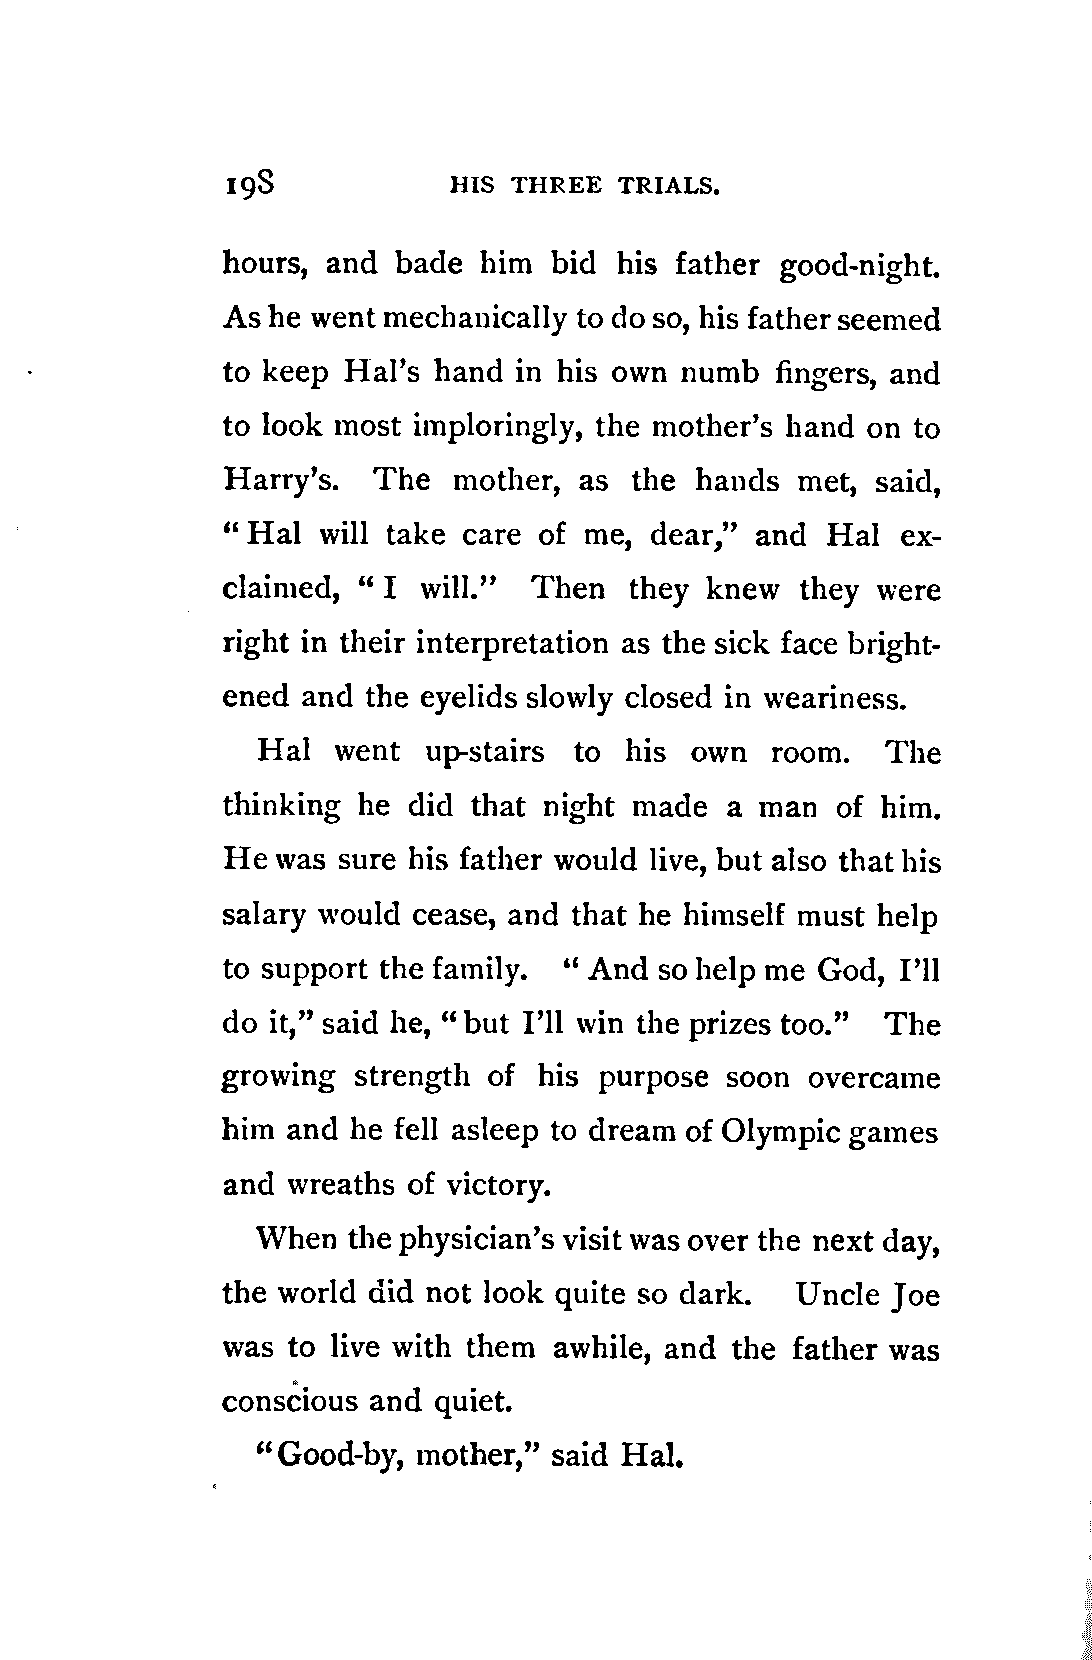 198 HIS THREE TRIALS.
hours, and bade him bid his father good-night.
As he went mechanically to do so, his father seemed
to keep Hal's hand in his own numb fingers, and
to look most imploringly, the mother's hand on to
Harry's. The mother, as the hands met, said,
"Hal will take care of me, dear," and Hal ex-
claimed, "I will." Then they knew they were
right in their interpretation as the sick face bright-
ened and the eyelids slowly closed in weariness.
Hal went up-stairs to his own room. The
thinking he did that night made a man of him.
He was sure his father would live, but also that his
salary would cease, and that he himself must help
to support the family. "And so help me God, I'll
do it," said he, "but I'll win the prizes too." The
growing strength of his purpose soon overcame
him and he fell asleep to dream of Olympic games
and wreaths of victory.
When the physician's visit was over the next day,
the world did not look quite so dark. Uncle Joe
was to live with them awhile, and the father was
conscious and quiet.
"Good-by, mother," said Hal.